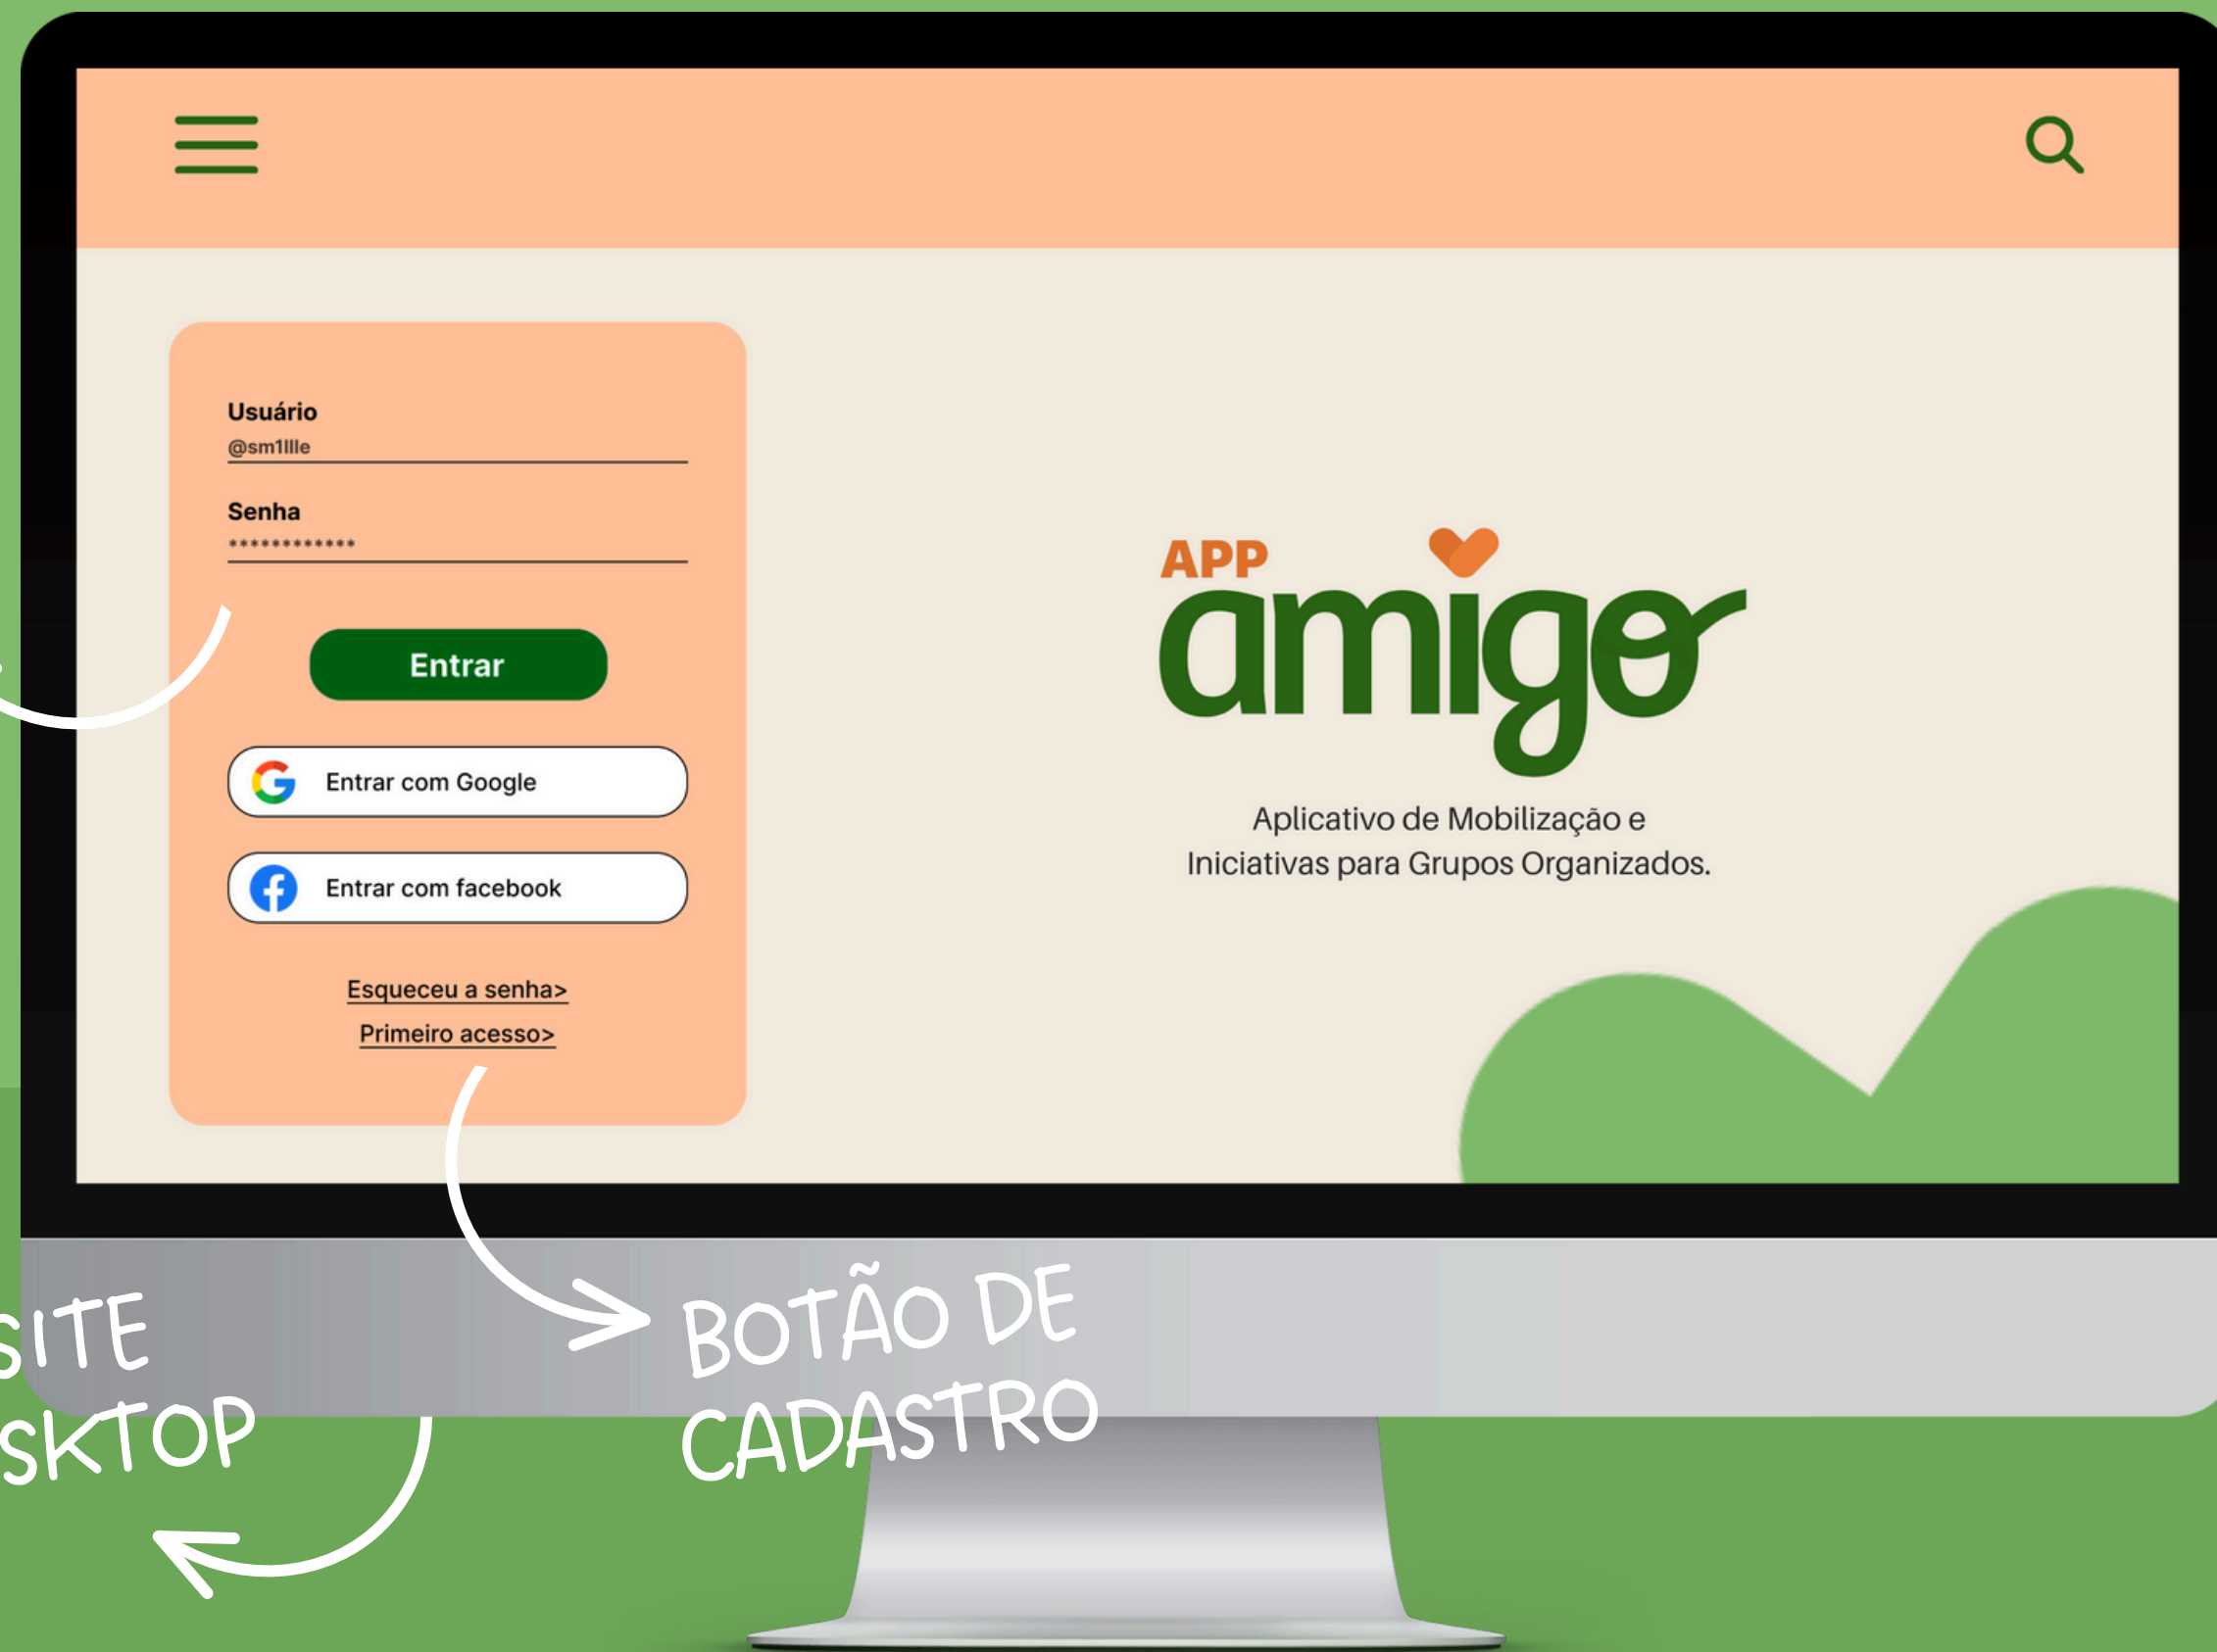 Usuário
@sm1llle
Senha
************
Entrar
Entrar com Google
Entrar com facebook
Esqueceu a senha>
Primeiro acesso>
APP
amigo
Aplicativo de Mobilização e
Iniciativas para Grupos Organizados.
BOTÃO DE
CADASTRO
SITE
SKTOP